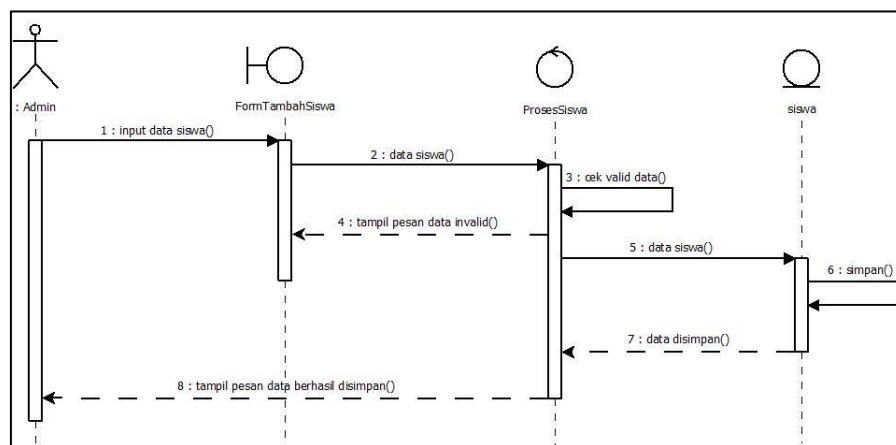 : Admin
FormTambahSiswa
ProsesSiswa
siswa
1 : input data siswa()
2 : data siswa()
3 : cek valid data()
4 : tampil pesan data invalid()
5 : data siswa()
6 : simpan()
7 : data disimpan()
8 : tampil pesan data berhasil disimpan()